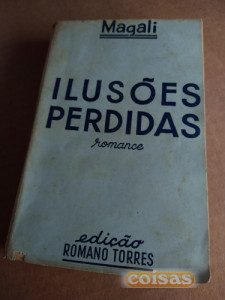 Magali
ILUSÕES
PERDIDAS
romance
edição
ROMANO TORRES
coisas